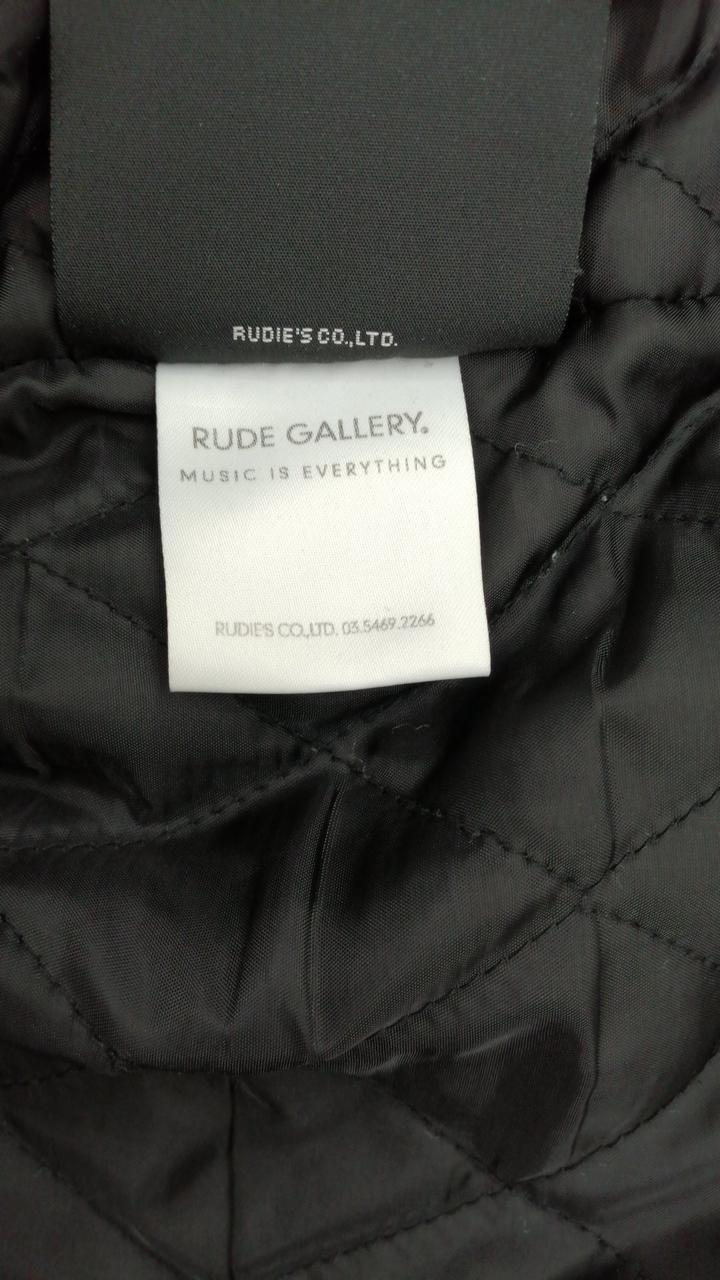 RUDIE'S CO.,LTD.
RUDE GALLERY.
MUSIC IS EVERYTHING
RUDIE'S CO.,LTD. 03.5469.2266